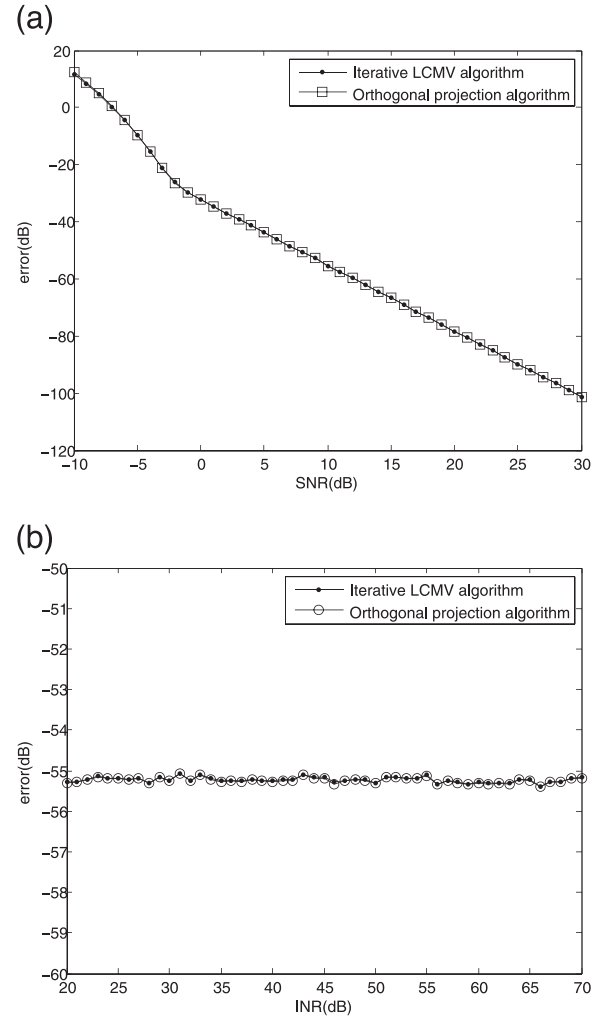 (a)
20
0
−20
−40
−60
−80
−100
−120
error(dB)
Iterative LCMV algorithm
Orthogonal projection algorithm
−10 −5 0 5 10 15 20 25 30
SNR(dB)
(b)
−50
−51
−52
−53
−54
−55
−56
−57
−58
−59
−60
error(dB)
Iterative LCMV algorithm
Orthogonal projection algorithm
20 25 30 35 40 45 50 55 60 65 70
INR(dB)